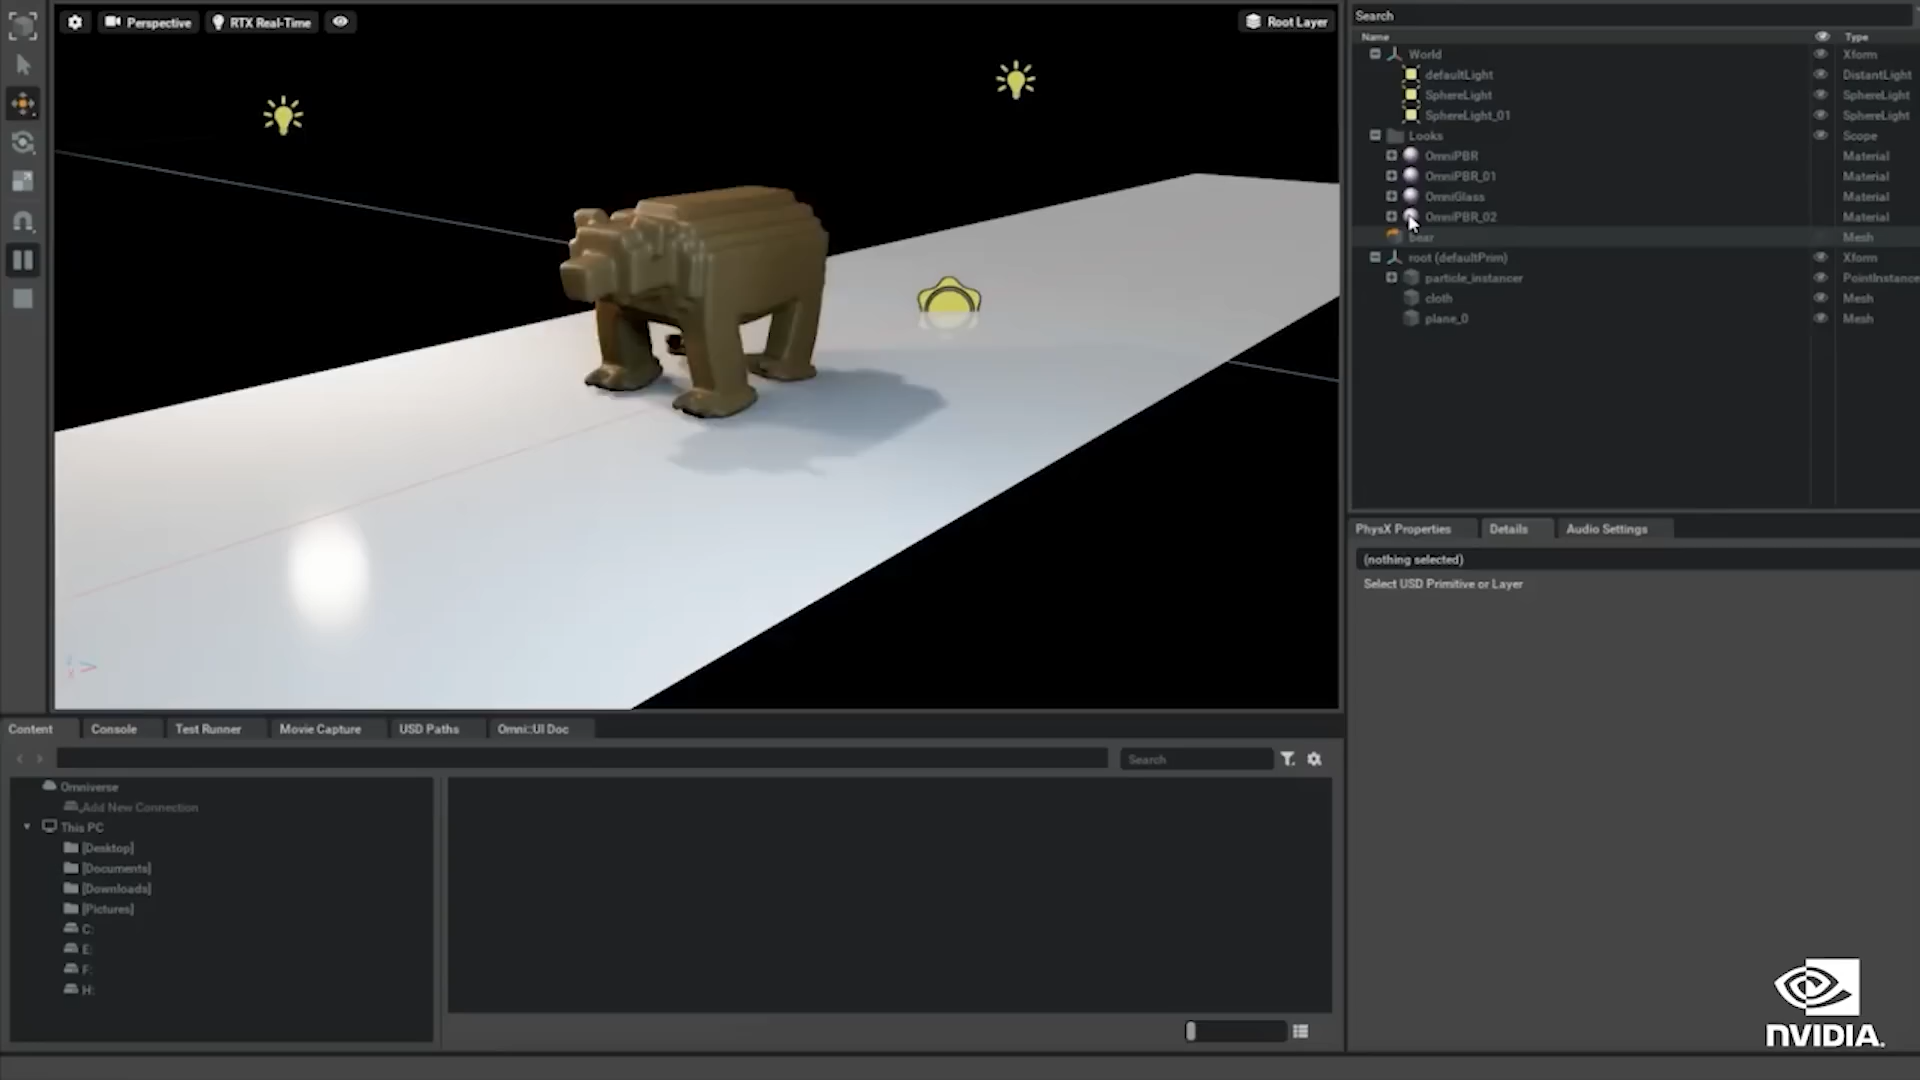 Perspective
RTX Real-Time
Root Layer
Search
Name
Type
World
Xform
defaultLight
DistantLight
SphereLight
SphereLight
SphereLight_01
SphereLight
Looks
Scope
OmniPBR
Material
OmniPBR_01
Material
OmniGlass
Material
OmniPBR_02
Material
bear
Mesh
root (defaultPrim)
Xform
particle_instancer
PointInstance
cloth
Mesh
plane_0
Mesh
PhysX Properties
Details
Audio Settings
(nothing selected)
Select USD Primitive or Layer
Content
Console
Test Runner
Movie Capture
USD Paths
Omni::UI Doc
Search
Omniverse
Add New Connection
This PC
[Desktop]
[Documents]
[Downloads]
[Pictures]
C:
E:
F:
H:
NVIDIA.